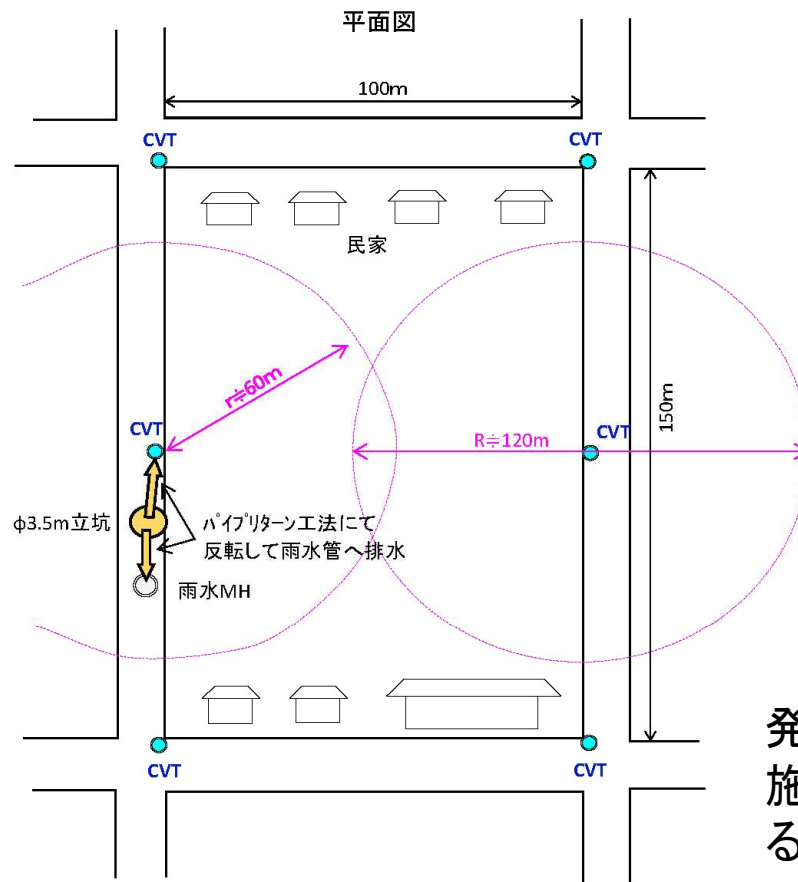 平面図
100m
CVT
CVT
民家
r≒60m
CVT
R≒120m
CVT
150m
φ3.5m立坑
ﾊﾟｲﾌﾟﾘﾀｰﾝ工法にて
反転して雨水管へ排水
雨水MH
CVT
CVT
発
施
る